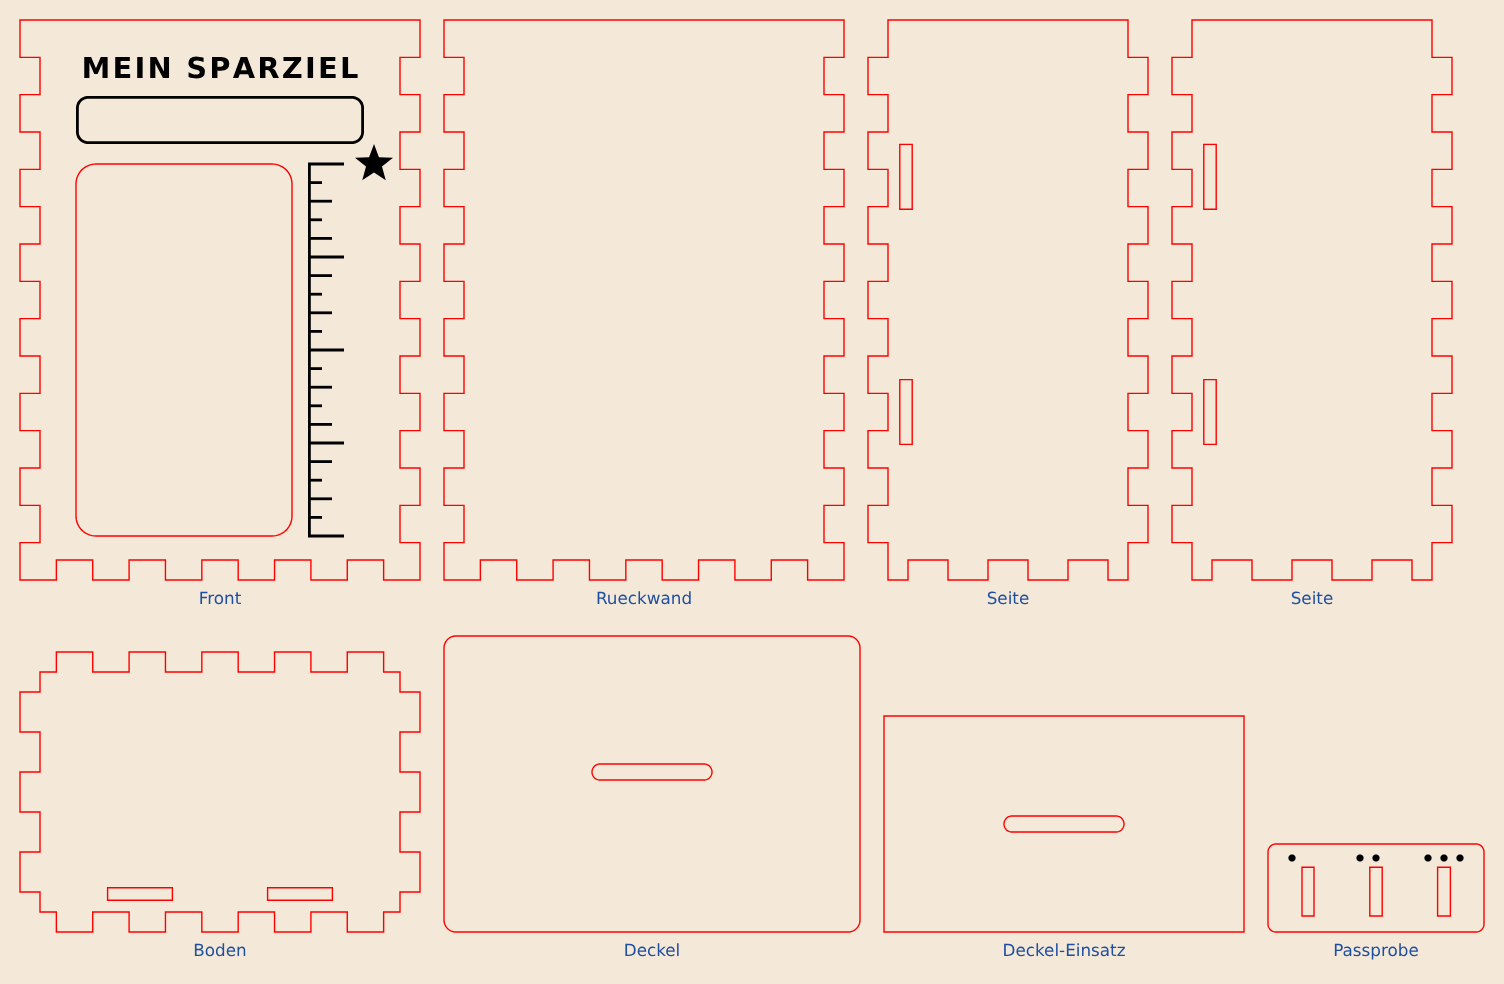 MEIN SPARZIEL
Front
Rueckwand
Seite
Seite
Boden
Deckel
Deckel-Einsatz
Passprobe